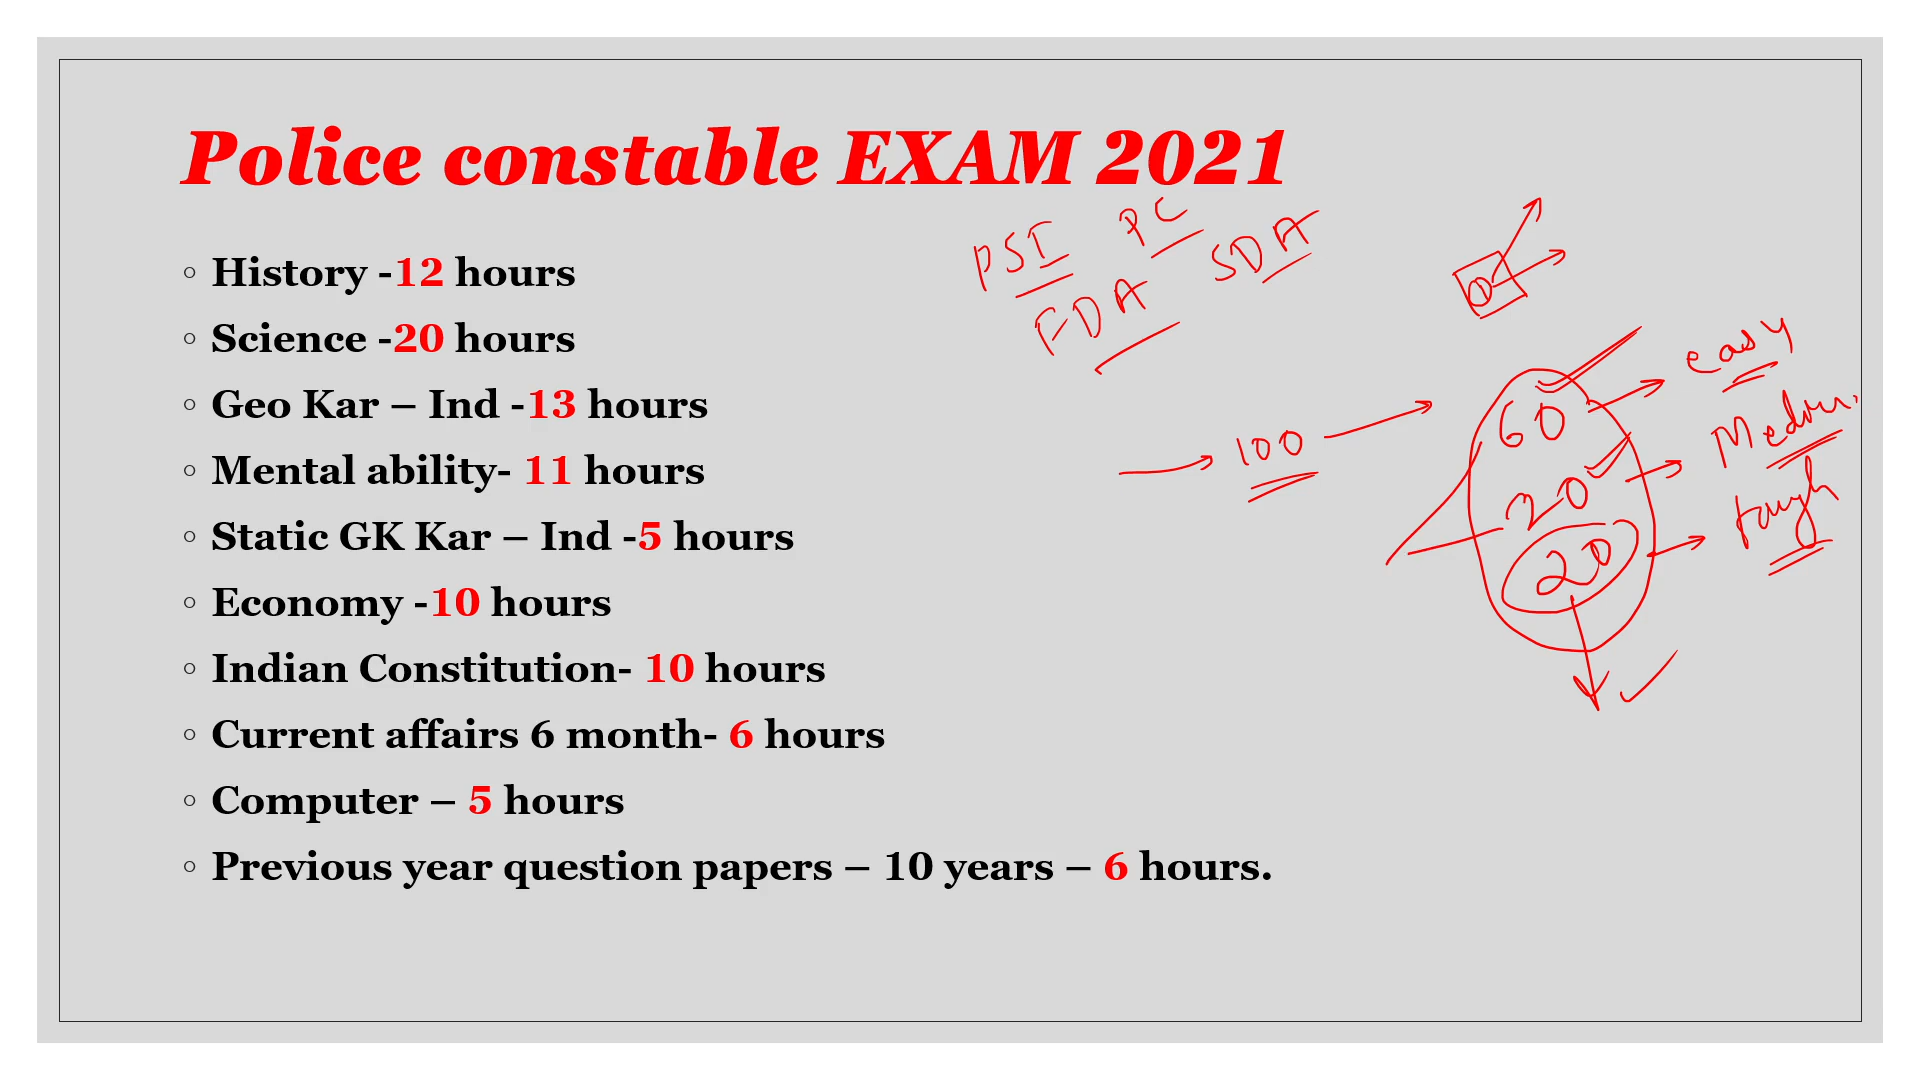 Police constable EXAM 2021
◦ History -12 hours
◦ Science -20 hours
◦ Geo Kar – Ind -13 hours
◦ Mental ability- 11 hours
◦ Static GK Kar – Ind -5 hours
◦ Economy -10 hours
◦ Indian Constitution- 10 hours
◦ Current affairs 6 month- 6 hours
◦ Computer – 5 hours
◦ Previous year question papers – 10 years – 6 hours.
PSI PC SDA
FDA
100
60 easy
20 Medium
20 tough